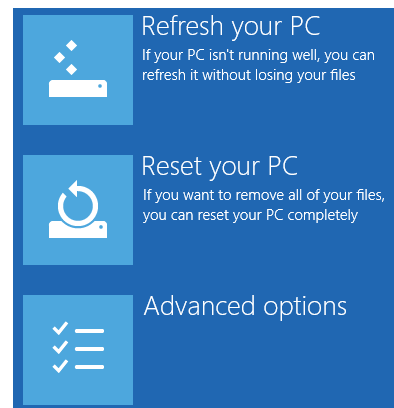 Refresh your PC
If your PC isn't running well, you can
refresh it without losing your files
Reset your PC
If you want to remove all of your files,
you can reset your PC completely
Advanced options